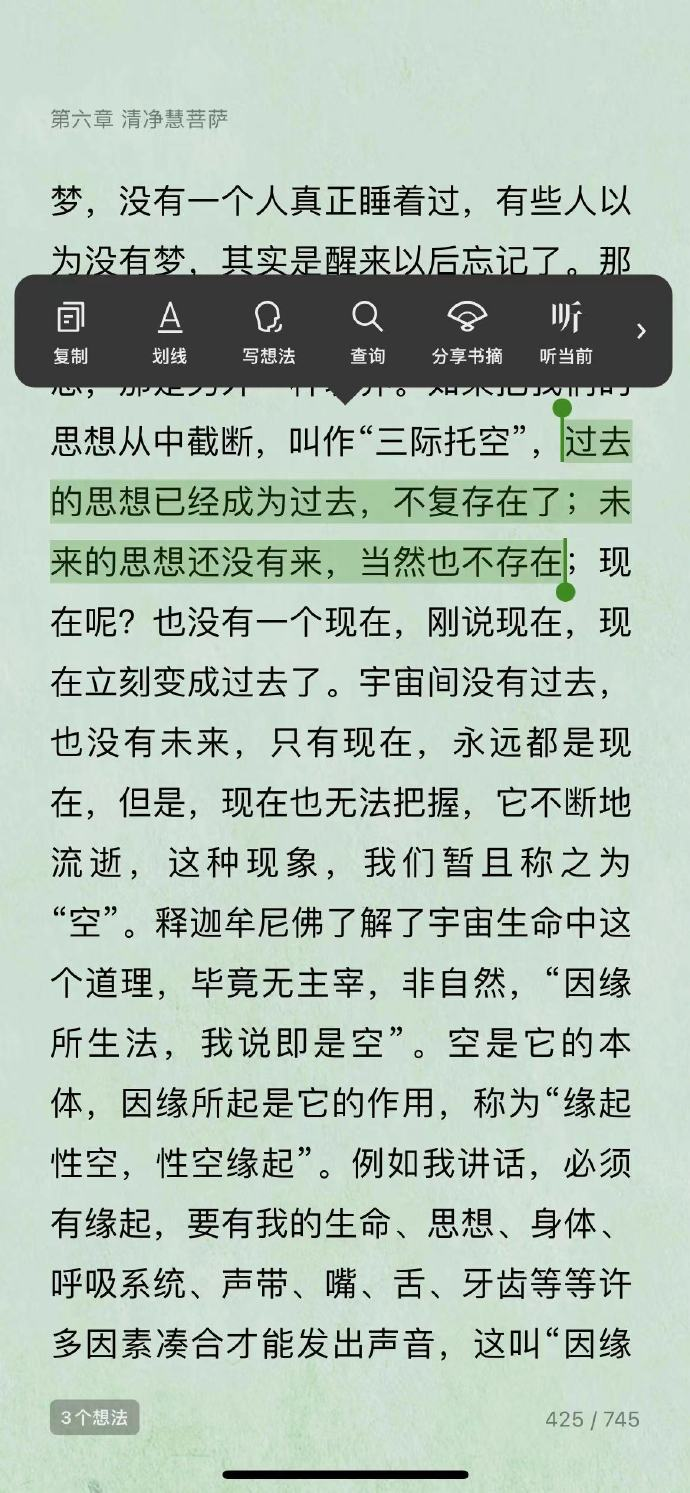 第六章 清净慧菩萨
梦，没有一个人真正睡着过，有些人以
为没有梦，其实是醒来以后忘记了。那
复制 划线 写想法 查询 分享书摘 听当前
思想从中截断，叫作“三际托空”，过去
的思想已经成为过去，不复存在了；未
来的思想还没有来，当然也不存在；现
在呢？也没有一个现在，刚说现在，现
在立刻变成过去了。宇宙间没有过去，
也没有未来，只有现在，永远都是现
在，但是，现在也无法把握，它不断地
流逝，这种现象，我们暂且称之为
“空”。释迦牟尼佛了解了宇宙生命中这
个道理，毕竟无主宰，非自然，“因缘
所生法，我说即是空”。空是它的本
体，因缘所起是它的作用，称为“缘起
性空，性空缘起”。例如我讲话，必须
有缘起，要有我的生命、思想、身体、
呼吸系统、声带、嘴、舌、牙齿等等许
多因素凑合才能发出声音，这叫“因缘
3个想法
425 / 745